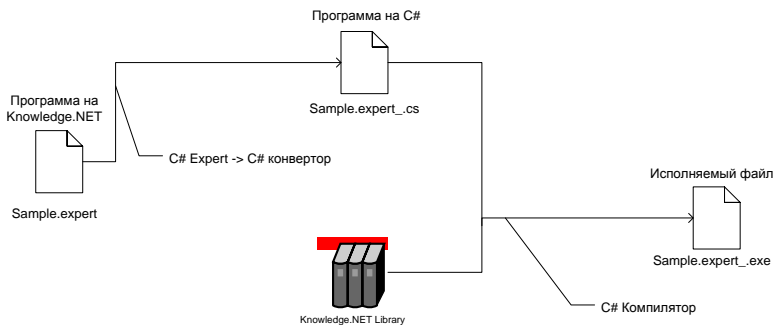 Программа на C#
Sample.expert_.cs
Программа на
Knowledge.NET
Sample.expert
C# Expert -> C# конвертор
Исполняемый файл
Sample.expert_.exe
Knowledge.NET Library
C# Компилятор